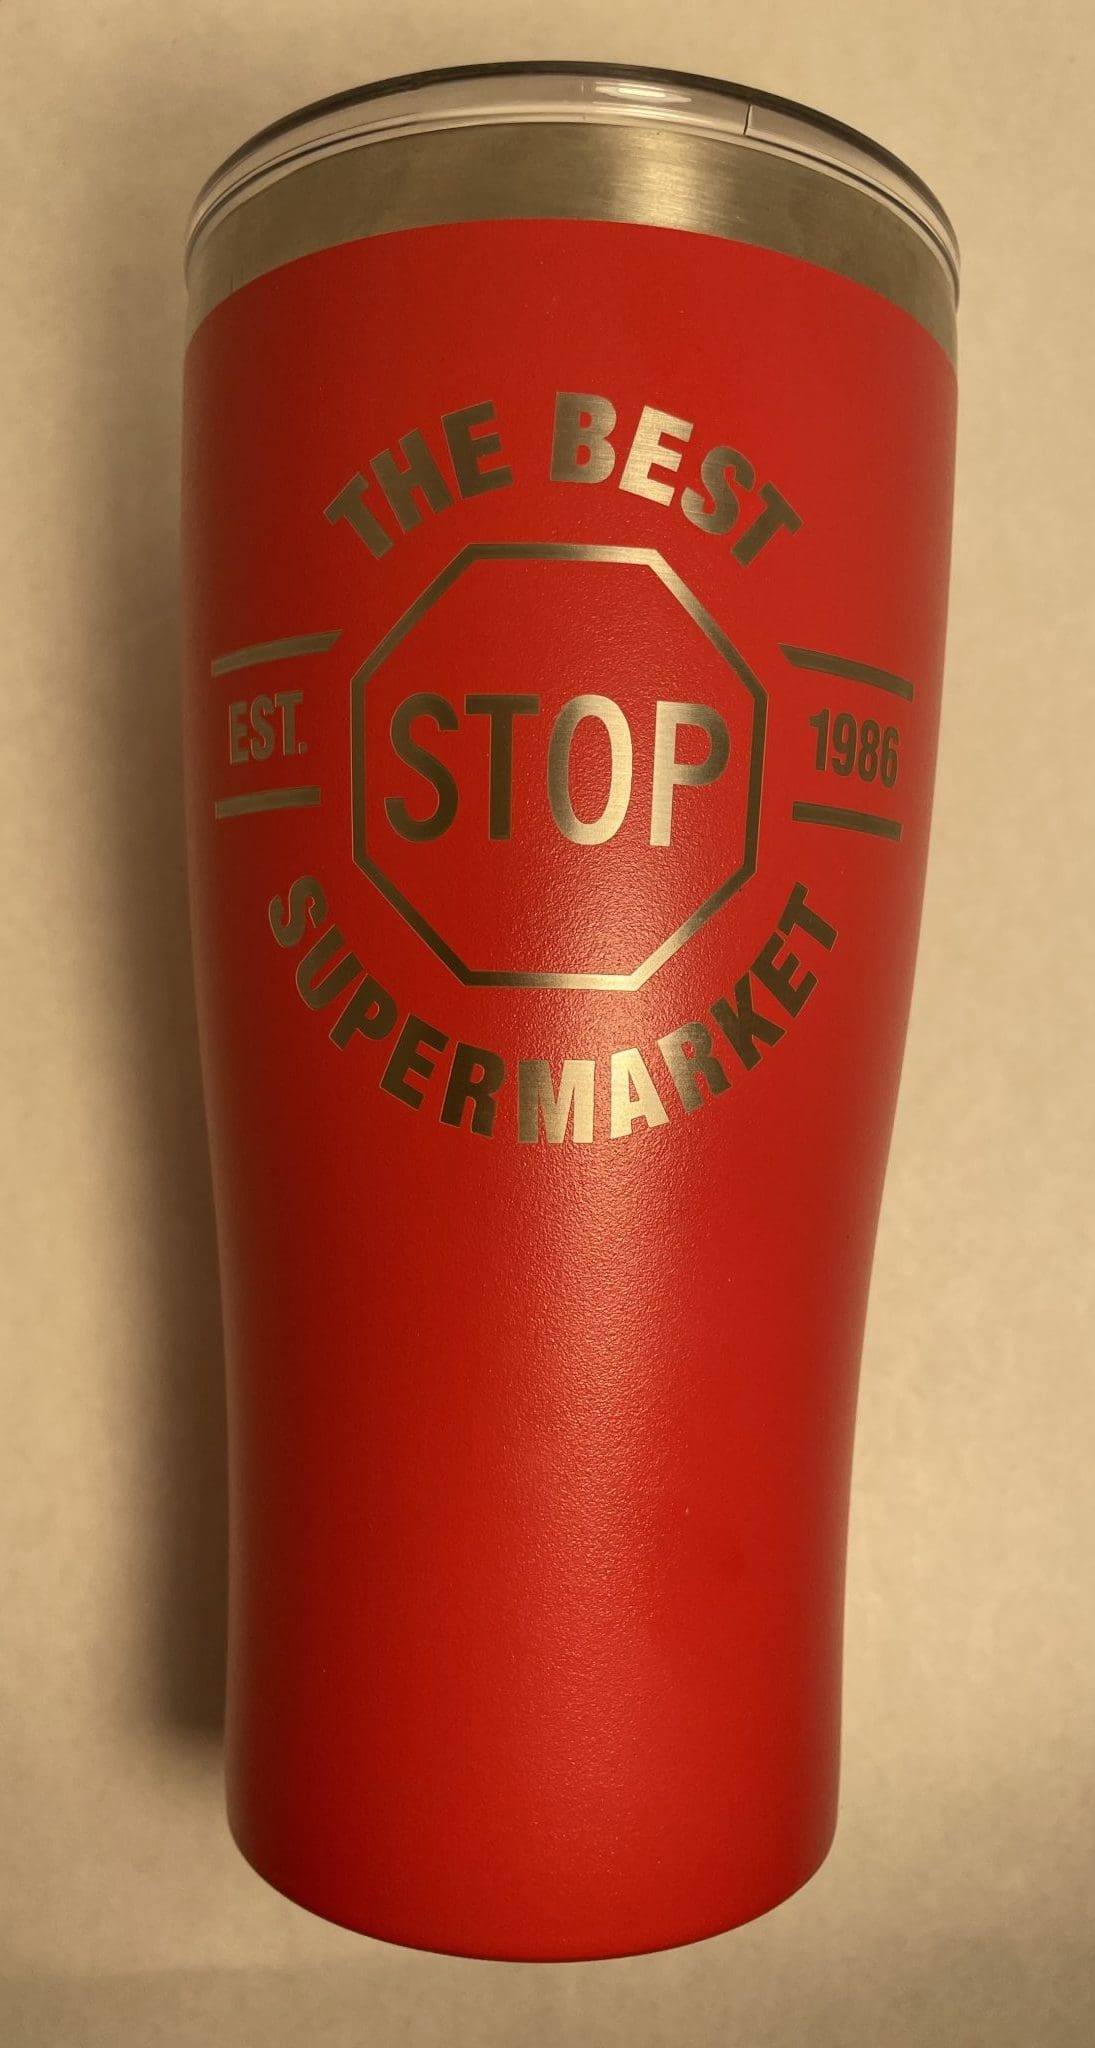 THE BEST
EST.
STOP
1986
SUPERMARKET